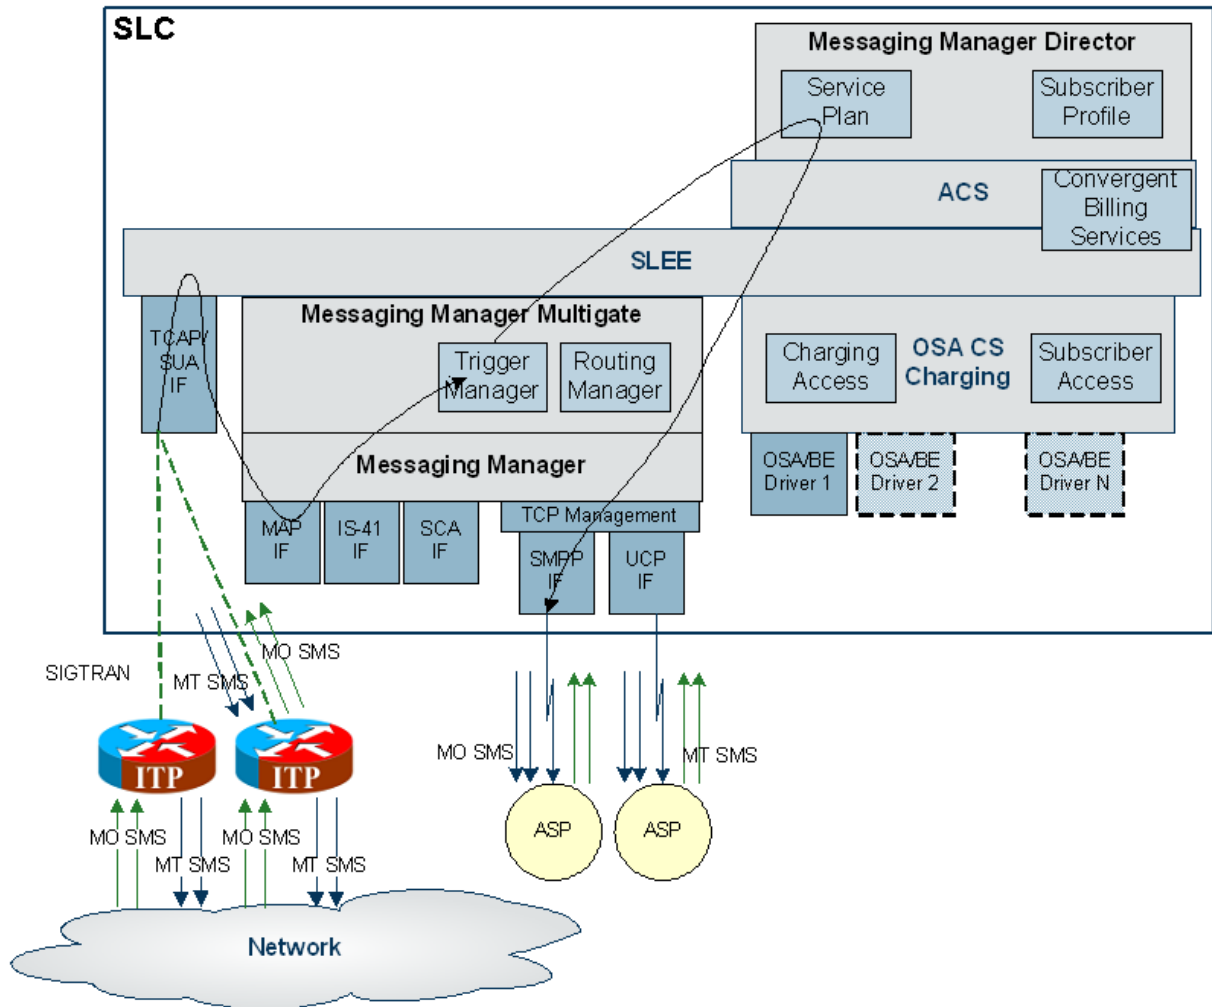 SLC
Messaging Manager Director
Service
Plan
Subscriber
Profile
ACS
Convergent
Billing
Services
SLEE
TCAP/
SUA
IF
Messaging Manager Multigate
Trigger
Manager
Routing
Manager
Charging
Access
OSA CS
Charging
Subscriber
Access
Messaging Manager
OSA/BE
Driver 1
OSA/BE
Driver 2
OSA/BE
Driver N
MAP
IF
IS-41
IF
SCA
IF
TCP Management
SMPP
IF
UCP
IF
SIGTRAN
MT SMS
MO SMS
ITP
ITP
MO SMS
MT SMS
ASP
ASP
MO SMS
MT SMS
MO SMS
MT SMS
Network